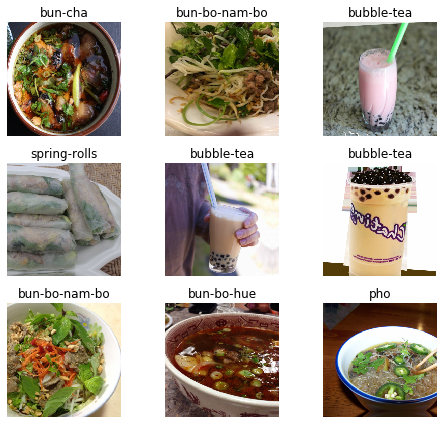 bun-cha
bun-bo-nam-bo
bubble-tea
spring-rolls
bubble-tea
bubble-tea
bun-bo-nam-bo
bun-bo-hue
pho